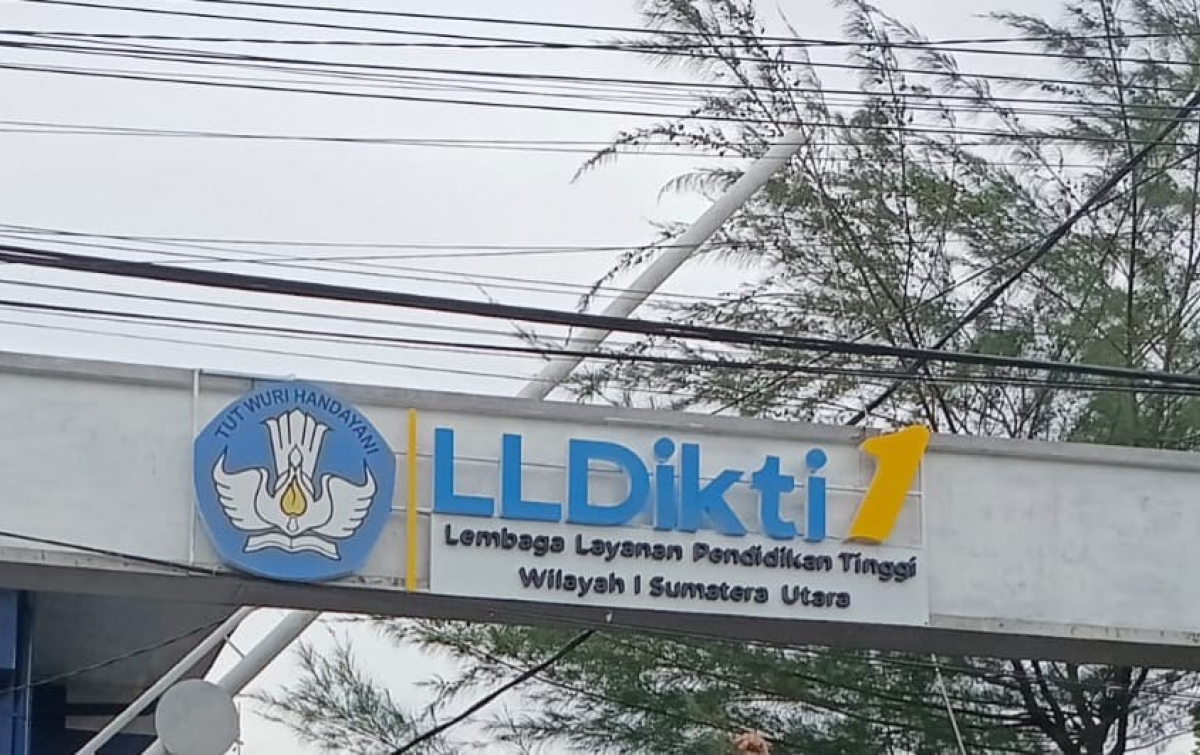 TUT WURI HANDAYANI
LLDikti 1
Lembaga Layanan Pendidikan Tinggi
Wilayah I Sumatera Utara